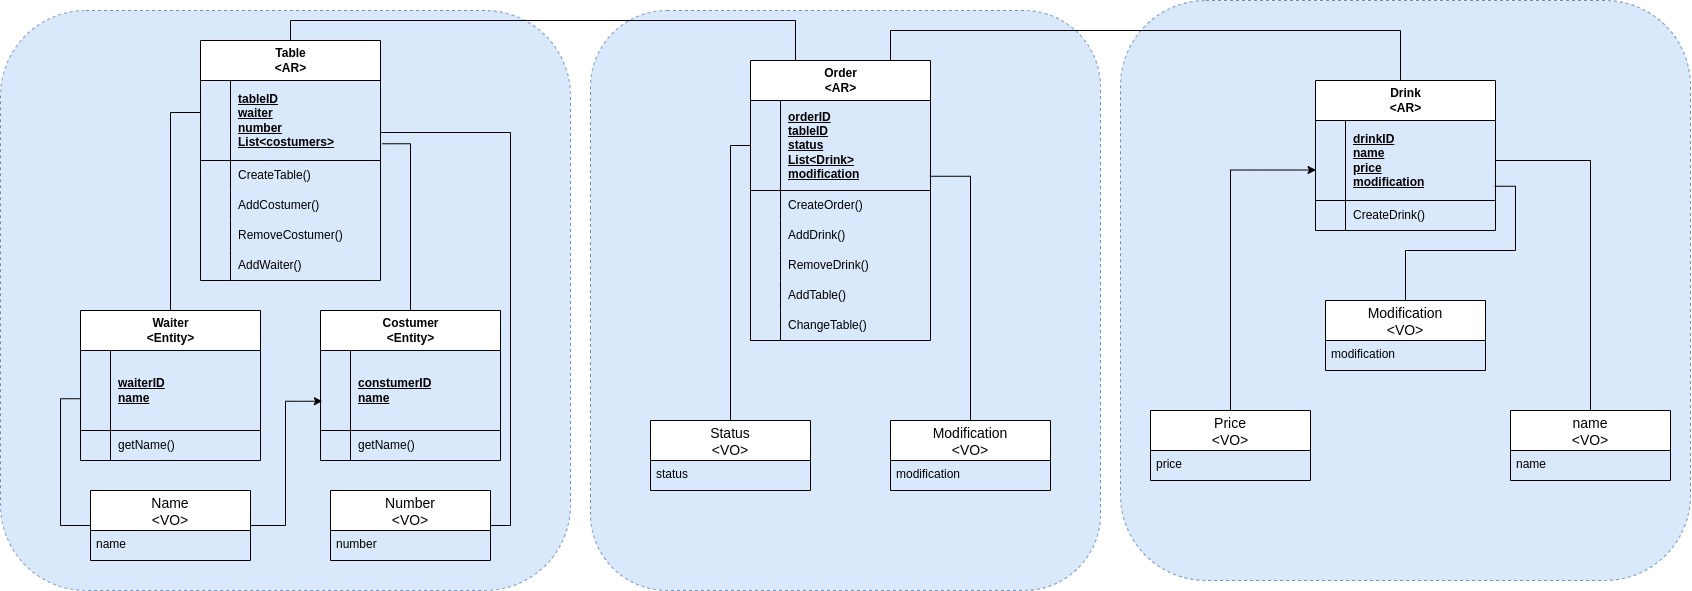 Table
<AR>
tableID
waiter
number
List<costumers>
CreateTable()
AddCostumer()
RemoveCostumer()
AddWaiter()
Waiter
<Entity>
waiterID
name
getName()
Costumer
<Entity>
constumerID
name
getName()
Name
<VO>
name
Number
<VO>
number
Order
<AR>
orderID
tableID
status
List<Drink>
modification
CreateOrder()
AddDrink()
RemoveDrink()
AddTable()
ChangeTable()
Status
<VO>
status
Modification
<VO>
modification
Drink
<AR>
drinkID
name
price
modification
CreateDrink()
Modification
<VO>
modification
Price
<VO>
price
name
<VO>
name